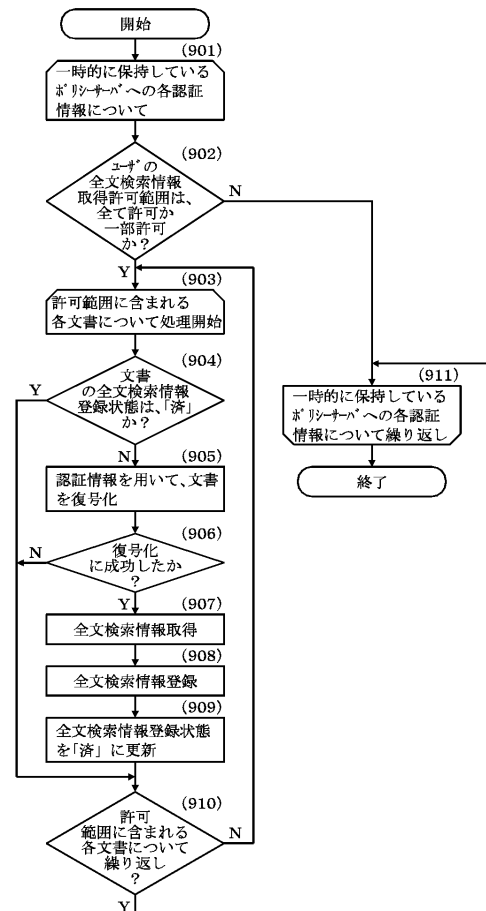 開始
(901)
一時的に保持している
ﾎﾟﾘｼｰｻｰﾊﾞへの各認証
情報について
(902)
ﾕｰｻﾞの
全文検索情報
取得許可範囲は、
全て許可か
一部許可
か？
N
Y
(903)
許可範囲に含まれる
各文書について処理開始
(904)
文書
の全文検索情報
登録状態は、「済」
か？
Y
N
(905)
認証情報を用いて、文書
を復号化
(906)
復号化
に成功したか
？
N
Y
(907)
全文検索情報取得
(908)
全文検索情報登録
(909)
全文検索情報登録状態
を「済」に更新
(910)
許可
範囲に含まれる
各文書について
繰り返し
？
N
Y
(911)
一時的に保持している
ﾎﾟﾘｼｰｻｰﾊﾞへの各認証
情報について繰り返し
終了